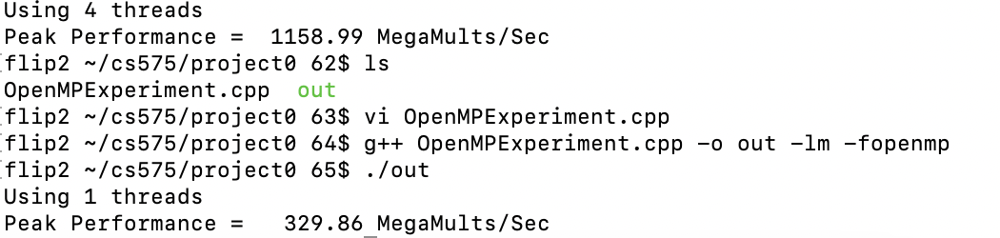 Using 4 threads
Peak Performance =  1158.99 MegaMults/Sec
flip2 ~/cs575/project0 62$ ls
OpenMPExperiment.cpp  out
flip2 ~/cs575/project0 63$ vi OpenMPExperiment.cpp
flip2 ~/cs575/project0 64$ g++ OpenMPExperiment.cpp -o out -lm -fopenmp
flip2 ~/cs575/project0 65$ ./out
Using 1 threads
Peak Performance =   329.86 MegaMults/Sec